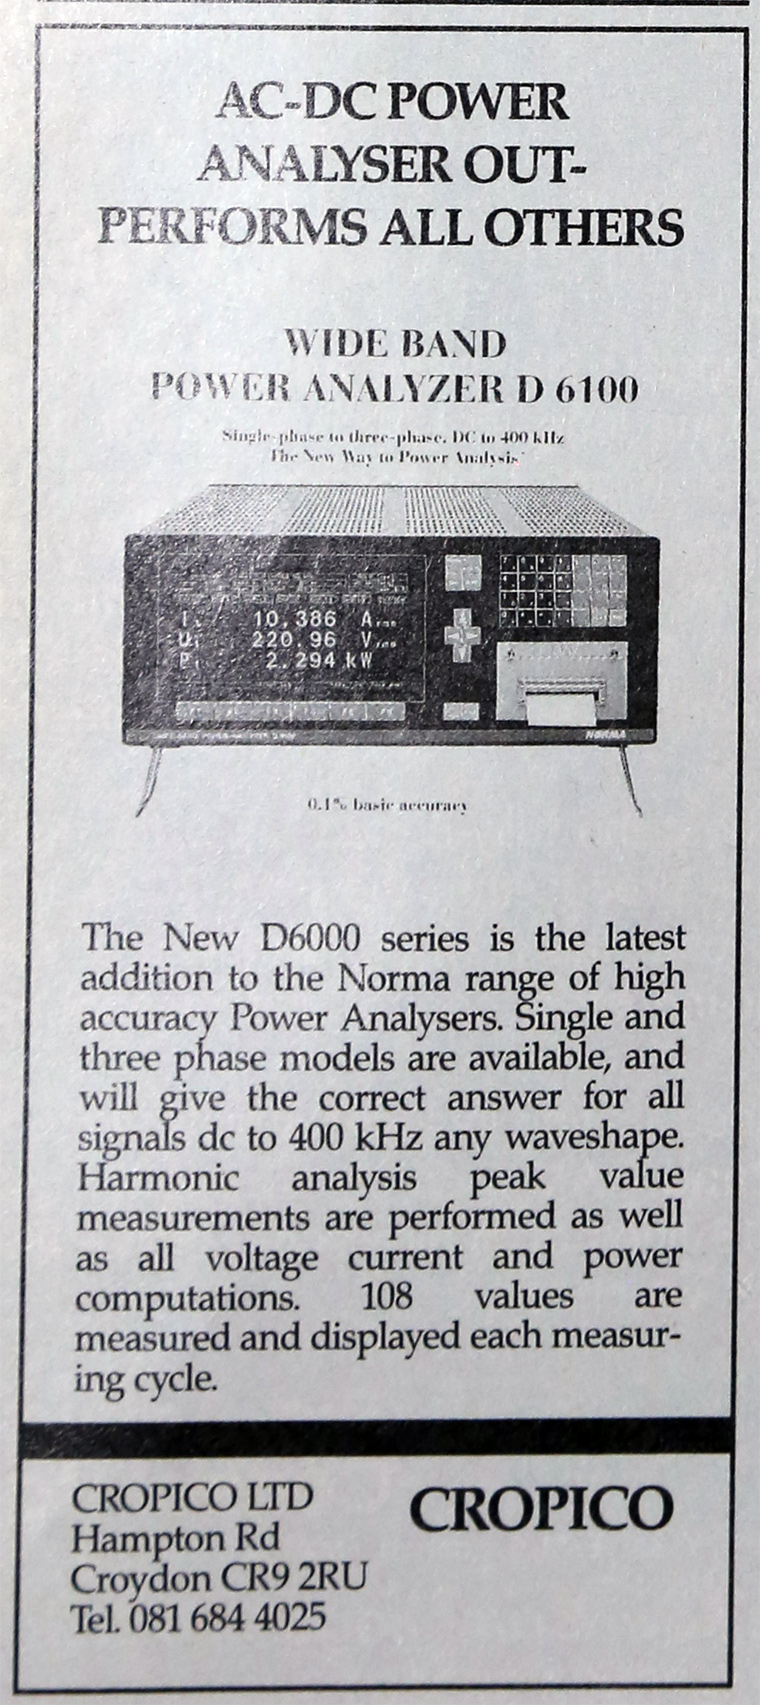 AC-DC POWER
ANALYSER OUT-
PERFORMS ALL OTHERS
WIDE BAND
POWER ANALYZER D 6100
Single-phase to three-phase. DC to 400 kHz
The New Way to Power Analysis
10.386 A
220.96 V
2.294 kW
NORMA
0.1% basic accuracy
The New D6000 series is the latest
addition to the Norma range of high
accuracy Power Analysers. Single and
three phase models are available, and
will give the correct answer for all
signals dc to 400 kHz any waveshape.
Harmonic analysis peak value
measurements are performed as well
as all voltage current and power
computations. 108 values are
measured and displayed each measur-
ing cycle.
CROPICO LTD
Hampton Rd
Croydon CR9 2RU
Tel. 081 684 4025
CROPICO